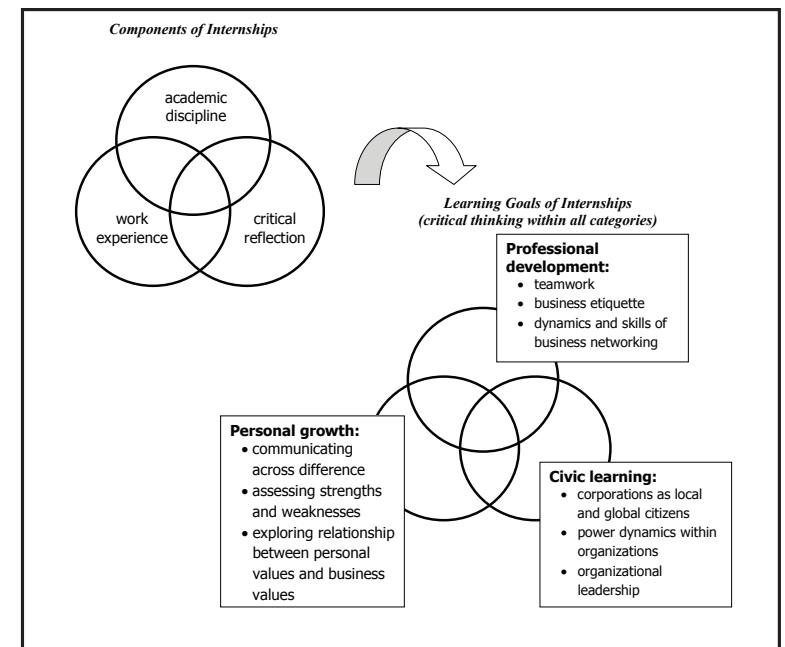 Components of Internships
academic
discipline
work
experience
critical
reflection
Learning Goals of Internships
(critical thinking within all categories)
Professional
development:
• teamwork
• business etiquette
• dynamics and skills of
business networking
Personal growth:
• communicating
across difference
• assessing strengths
and weaknesses
• exploring relationship
between personal
values and business
values
Civic learning:
• corporations as local
and global citizens
• power dynamics within
organizations
• organizational
leadership